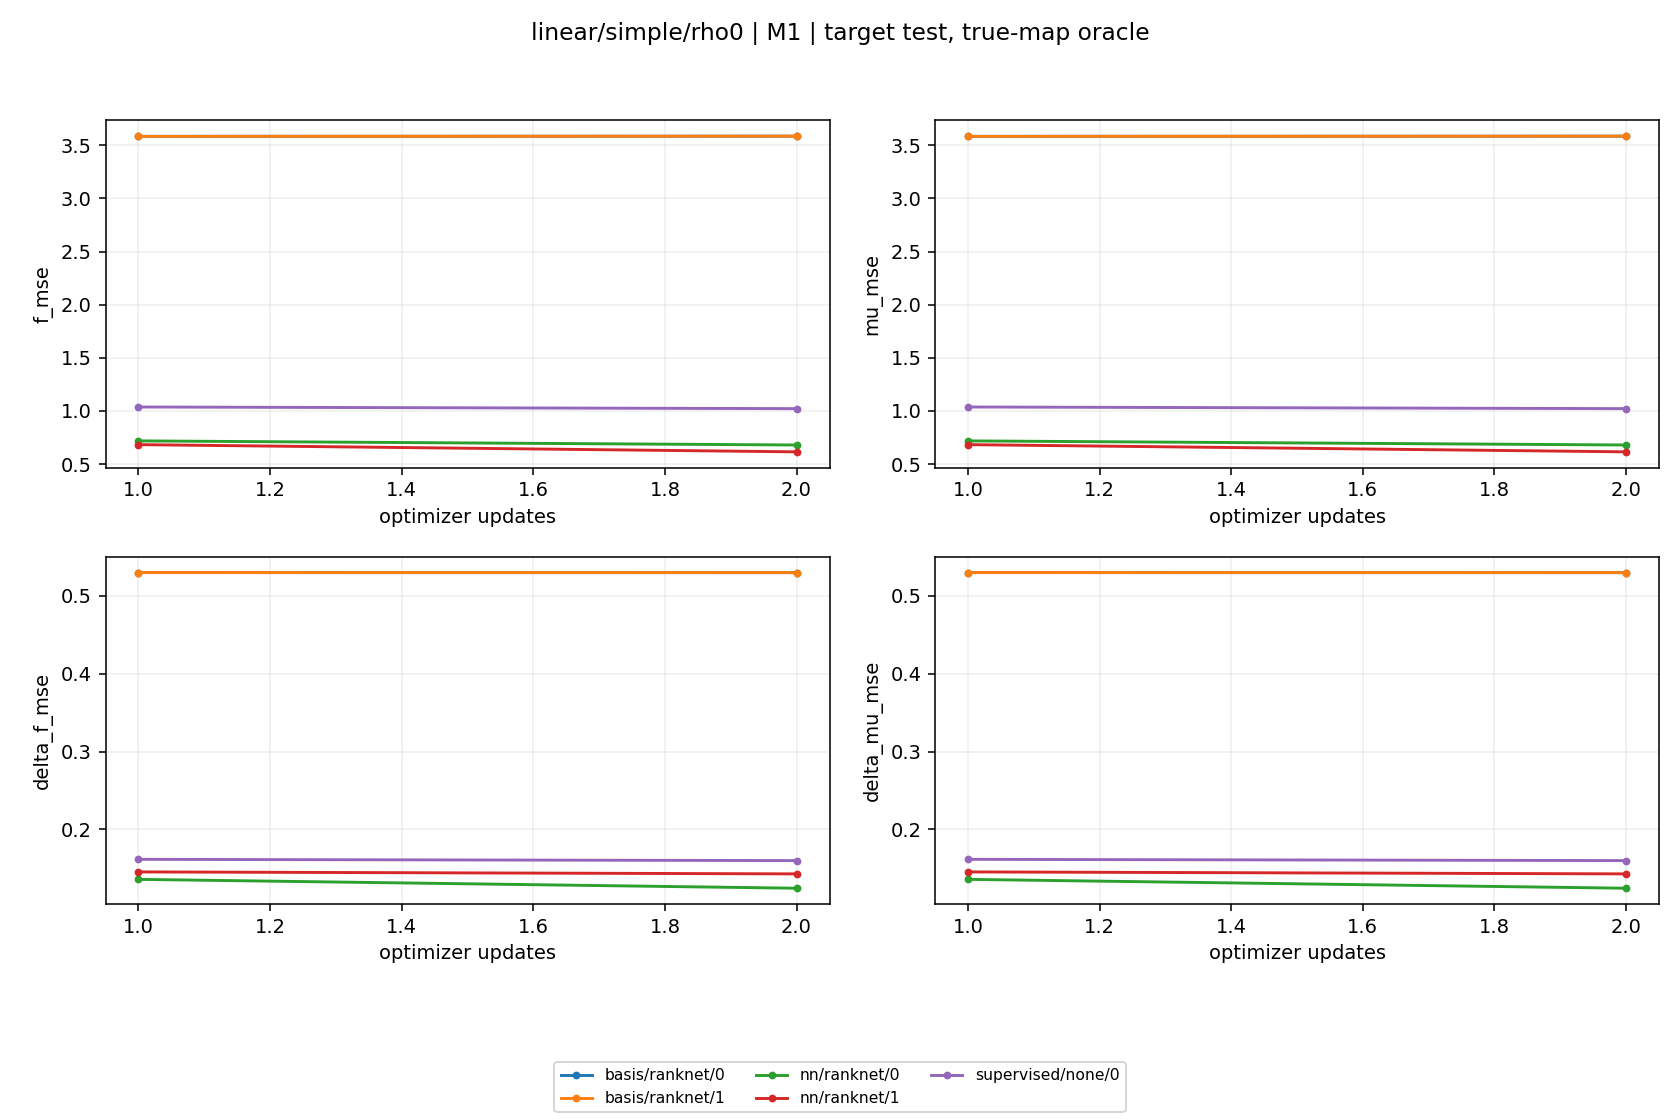 linear/simple/rho0 | M1 | target test, true-map oracle
f_mse
3.5
3.0
2.5
2.0
1.5
1.0
0.5
1.0 1.2 1.4 1.6 1.8 2.0
optimizer updates
mu_mse
3.5
3.0
2.5
2.0
1.5
1.0
0.5
1.0 1.2 1.4 1.6 1.8 2.0
optimizer updates
delta_f_mse
0.5
0.4
0.3
0.2
1.0 1.2 1.4 1.6 1.8 2.0
optimizer updates
delta_mu_mse
0.5
0.4
0.3
0.2
1.0 1.2 1.4 1.6 1.8 2.0
optimizer updates
basis/ranknet/0
basis/ranknet/1
nn/ranknet/0
nn/ranknet/1
supervised/none/0